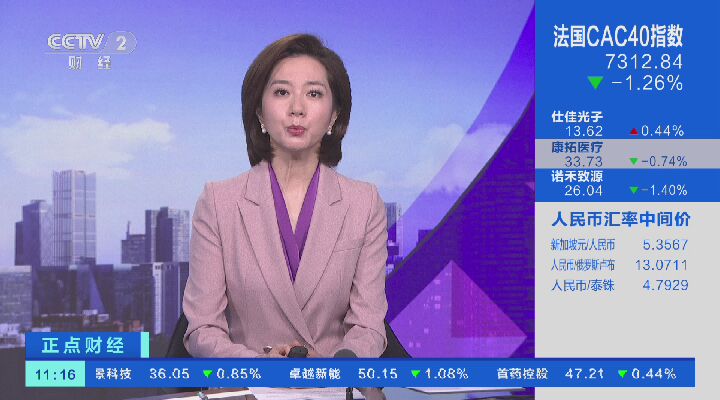 CCTV 2
财 经
法国CAC40指数
7312.84
▼ -1.26%
仕佳光子
13.62 ▲ 0.44%
康拓医疗
33.73 ▼ -0.74%
诺禾致源
26.04 ▼ -1.40%
人民币汇率中间价
新加坡元/人民币 5.3567
人民币/俄罗斯卢布 13.0711
人民币/泰铢 4.7929
正点财经
11:16 景科技 36.05 ▼ 0.85% 卓越新能 50.15 ▼ 1.08% 首药控股 47.21 ▼ 0.44%